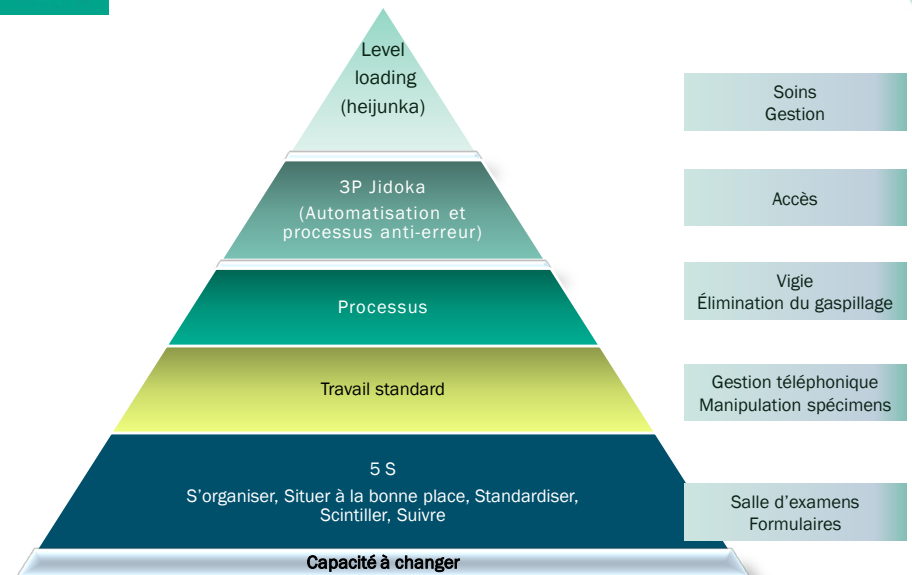 Level
loading
(heijunka)
Soins
Gestion
3P Jidoka
(Automatisation et
processus anti-erreur)
Accès
Processus
Vigie
Élimination du gaspillage
Travail standard
Gestion téléphonique
Manipulation spécimens
5 S
S'organiser, Situer à la bonne place, Standardiser,
Scintiller, Suivre
Salle d'examens
Formulaires
Capacité à changer